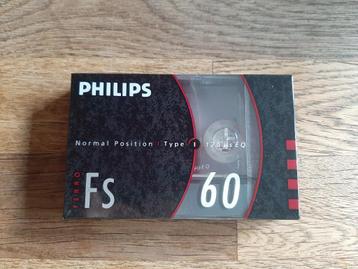 PHILIPS
Normal Position | Type I 120 µs EQ
FERRO
FS 60